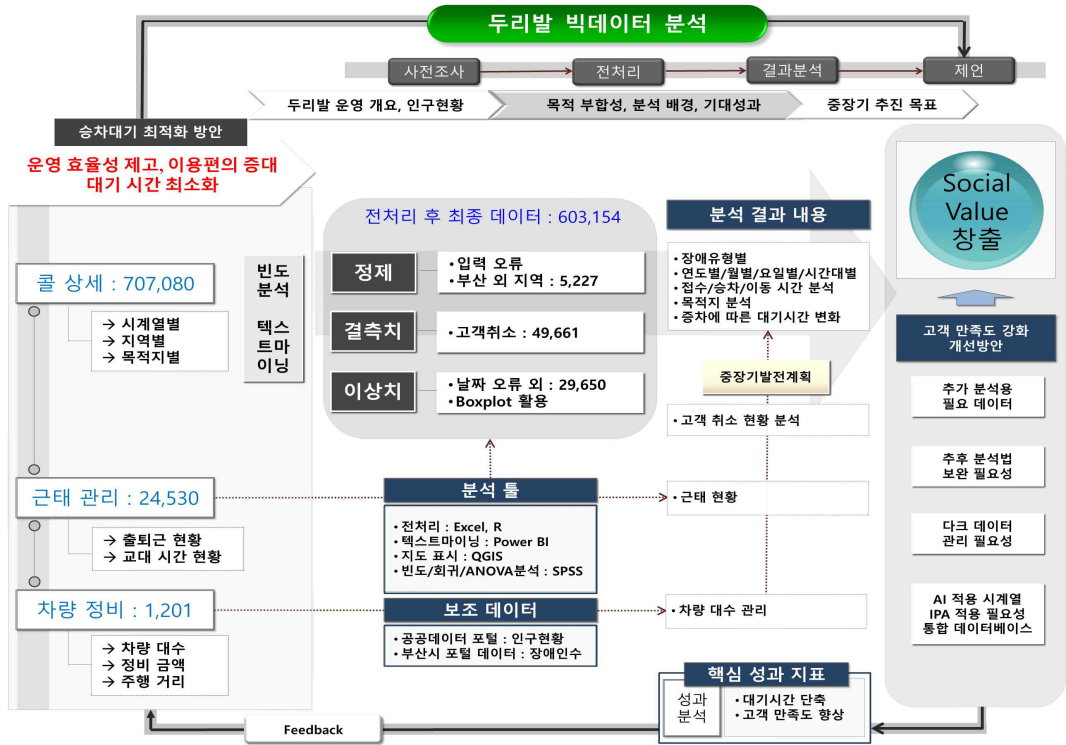 두리발 빅데이터 분석
사전조사
전처리
결과분석
제언
두리발 운영 개요, 인구현황
목적 부합성, 분석 배경, 기대성과
중장기 추진 목표
승차대기 최적화 방안
운영 효율성 제고, 이용편의 증대
대기 시간 최소화
콜 상세 : 707,080
→ 시계열별
→ 지역별
→ 목적지별
빈도
분석
텍스
트마
이닝
근태 관리 : 24,530
→ 출퇴근 현황
→ 교대 시간 현황
차량 정비 : 1,201
→ 차량 대수
→ 정비 금액
→ 주행 거리
전처리 후 최종 데이터 : 603,154
정제
• 입력 오류
• 부산 외 지역 : 5,227
결측치
• 고객취소 : 49,661
이상치
• 날짜 오류 외 : 29,650
• Boxplot 활용
분석 툴
• 전처리 : Excel, R
• 텍스트마이닝 : Power BI
• 지도 표시 : QGIS
• 빈도/회귀/ANOVA분석 : SPSS
보조 데이터
• 공공데이터 포털 : 인구현황
• 부산시 포털 데이터 : 장애인수
분석 결과 내용
• 장애유형별
• 연도별/월별/요일별/시간대별
• 접수/승차/이동 시간 분석
• 목적지 분석
• 증차에 따른 대기시간 변화
중장기발전계획
• 고객 취소 현황 분석
• 근태 현황
• 차량 대수 관리
핵심 성과 지표
성과
분석
• 대기시간 단축
• 고객 만족도 향상
Social
Value
창출
고객 만족도 강화
개선방안
추가 분석용
필요 데이터
추후 분석법
보완 필요성
다크 데이터
관리 필요성
AI 적용 시계열
IPA 적용 필요성
통합 데이터베이스
Feedback